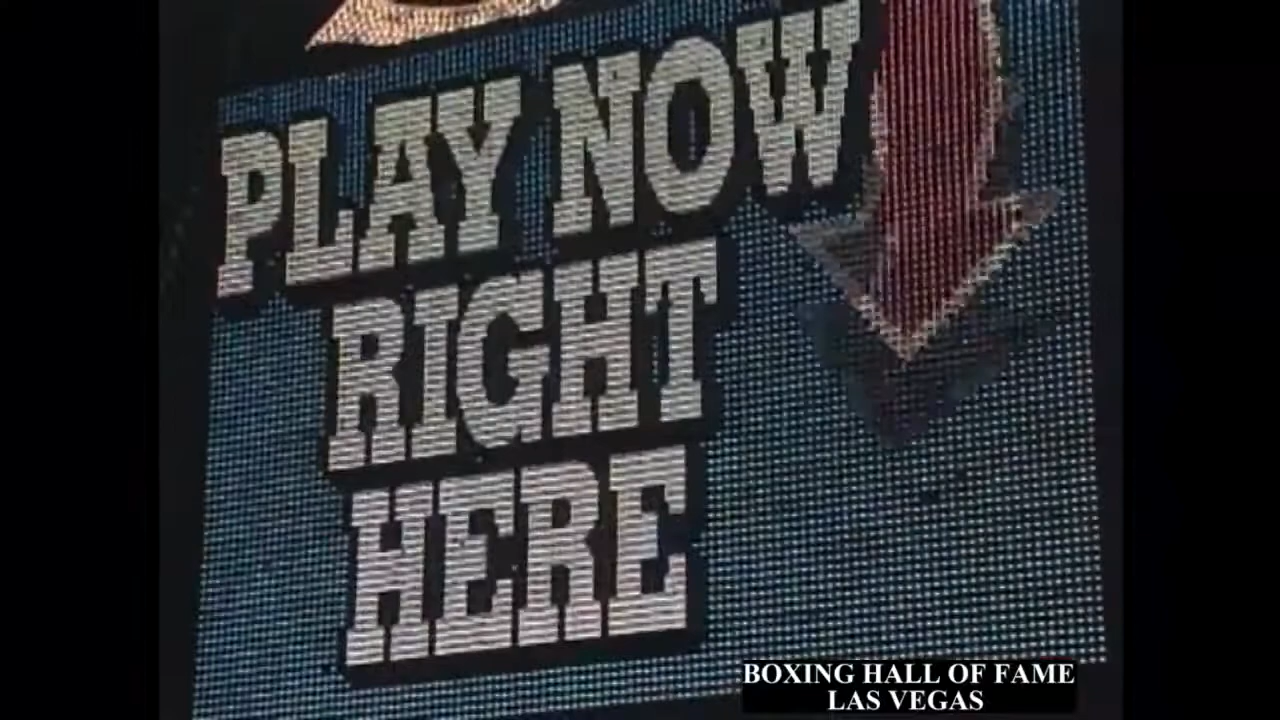 PLAY NOW
RIGHT
HERE
BOXING HALL OF FAME
LAS VEGAS